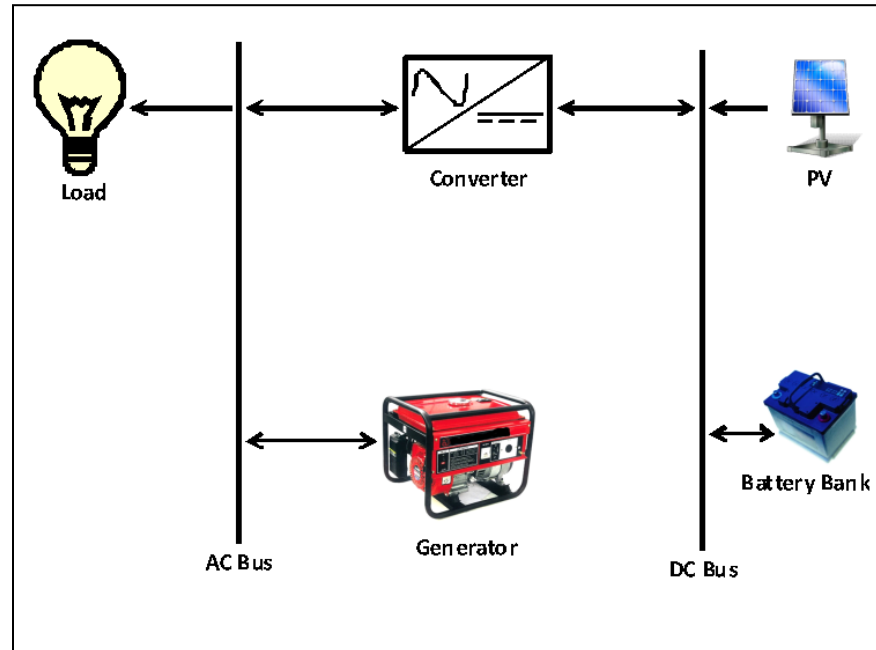 Load
Converter
PV
Battery Bank
Generator
AC Bus
DC Bus